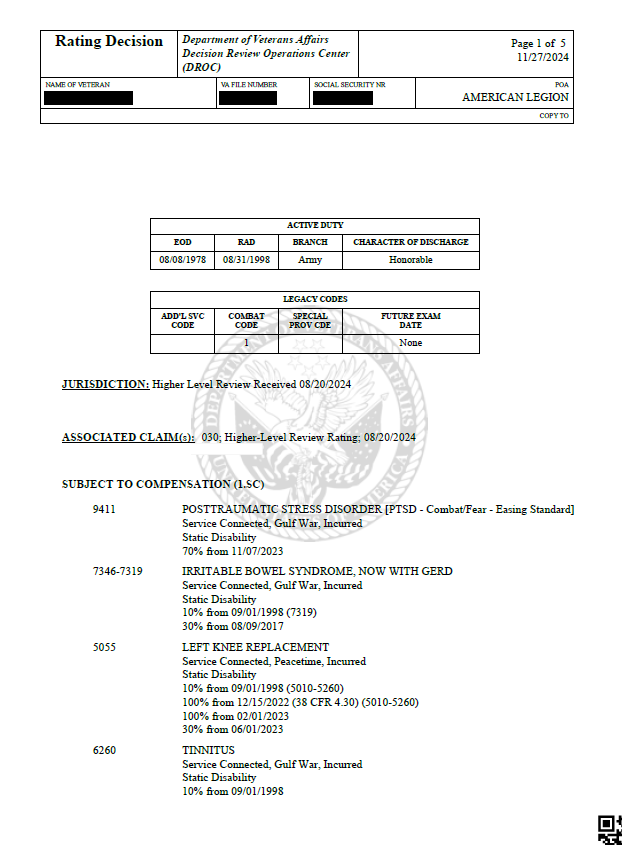 Rating Decision
Department of Veterans Affairs
Decision Review Operations Center
(DROC)
Page 1 of 5
11/27/2024
NAME OF VETERAN
VA FILE NUMBER
SOCIAL SECURITY NR
POA
AMERICAN LEGION
COPY TO
ACTIVE DUTY
EOD RAD BRANCH CHARACTER OF DISCHARGE
08/08/1978 08/31/1998 Army Honorable
LEGACY CODES
ADD'L SVC CODE COMBAT CODE SPECIAL PROV CDE FUTURE EXAM DATE
1 None
JURISDICTION: Higher Level Review Received 08/20/2024
ASSOCIATED CLAIM(s): 030; Higher-Level Review Rating; 08/20/2024
SUBJECT TO COMPENSATION (1.SC)
9411 POSTTRAUMATIC STRESS DISORDER [PTSD - Combat/Fear - Easing Standard]
Service Connected, Gulf War, Incurred
Static Disability
70% from 11/07/2023
7346-7319 IRRITABLE BOWEL SYNDROME, NOW WITH GERD
Service Connected, Gulf War, Incurred
Static Disability
10% from 09/01/1998 (7319)
30% from 08/09/2017
5055 LEFT KNEE REPLACEMENT
Service Connected, Peacetime, Incurred
Static Disability
10% from 09/01/1998 (5010-5260)
100% from 12/15/2022 (38 CFR 4.30) (5010-5260)
100% from 02/01/2023
30% from 06/01/2023
6260 TINNITUS
Service Connected, Gulf War, Incurred
Static Disability
10% from 09/01/1998